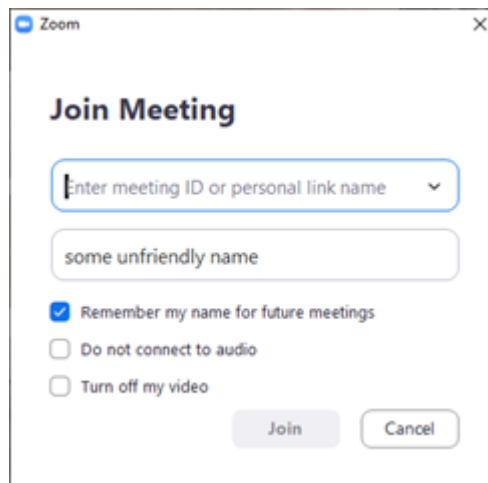 Zoom
Join Meeting
Enter meeting ID or personal link name
some unfriendly name
Remember my name for future meetings
Do not connect to audio
Turn off my video
Join Cancel